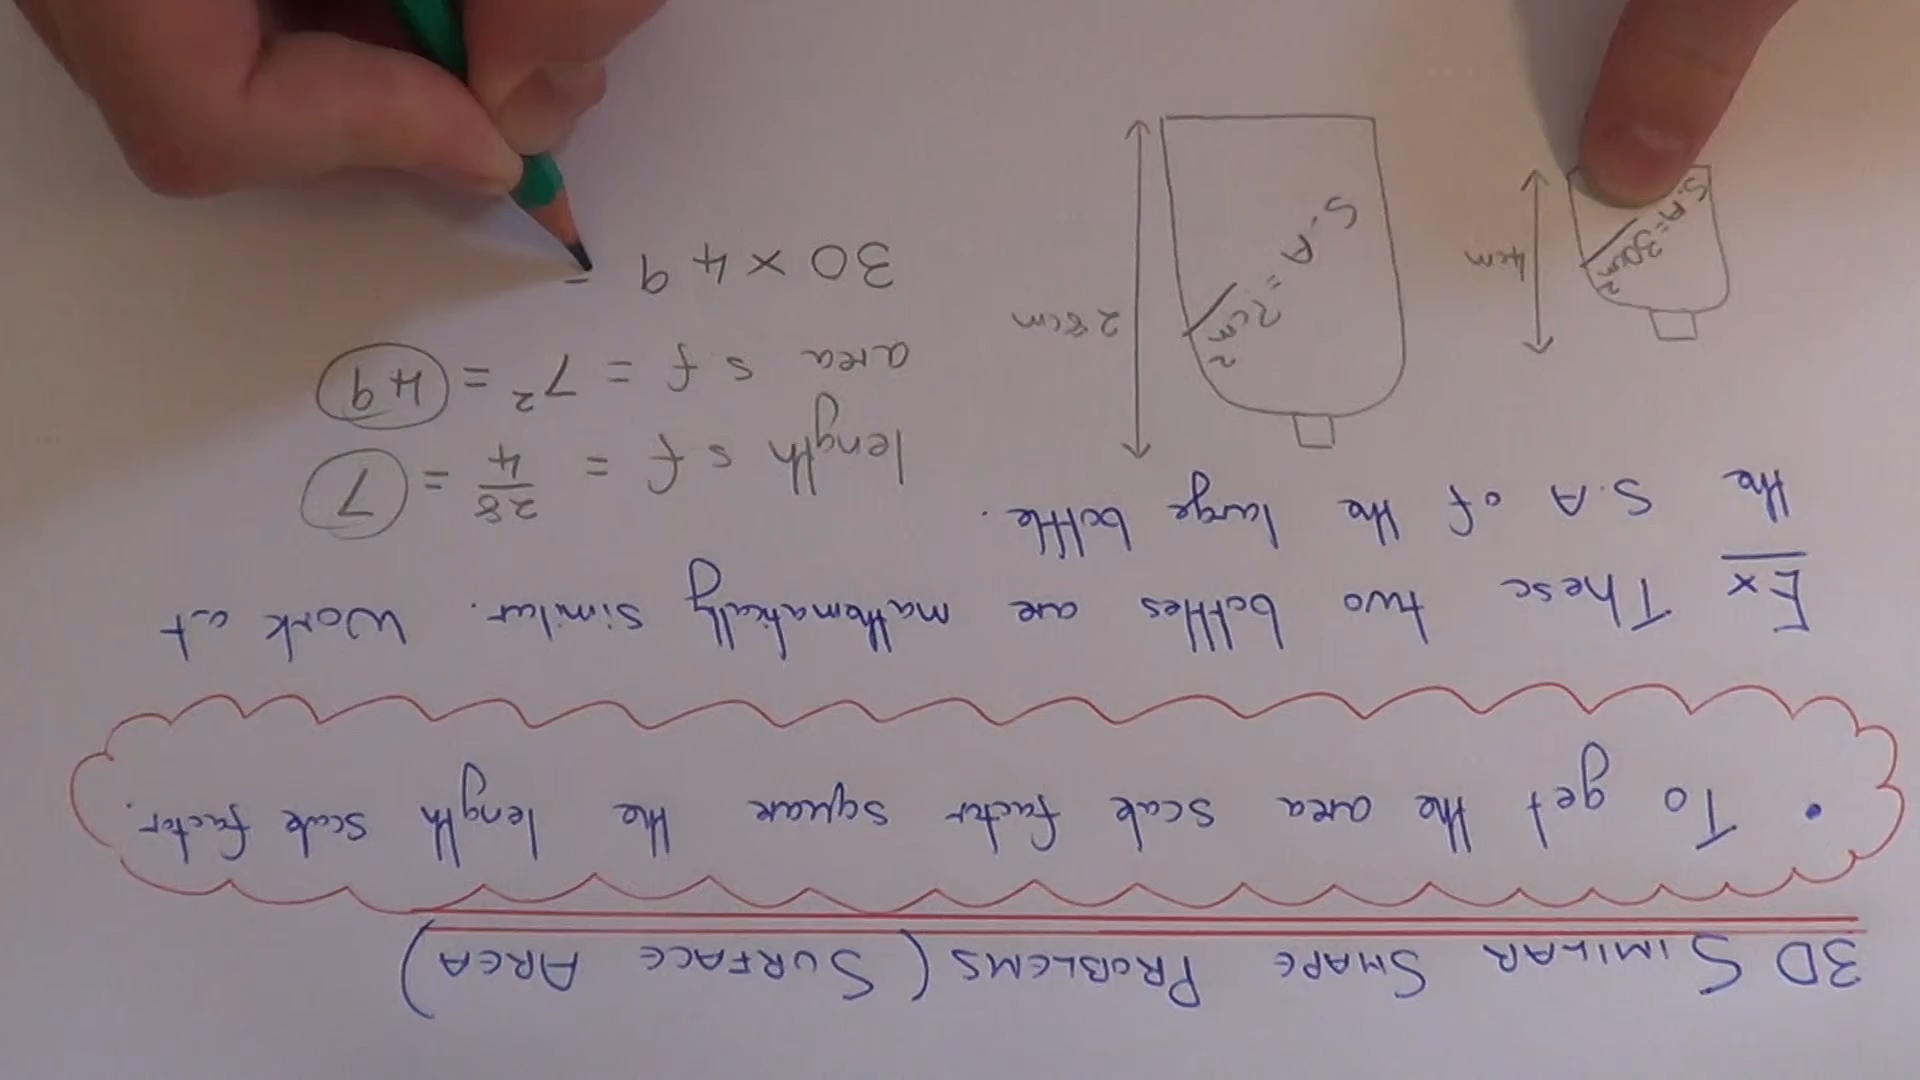 3D SIMILAR SHAPE PROBLEMS (SURFACE AREA)
• To get the area scale factor square the length scale factor.
Ex These two bottles are mathematically similar. Work out
the S.A of the large bottle.
4cm
S.A=30cm²
28cm
S.A=?cm²
length s f = 28/4 = 7
area s f = 7² = 49
30 × 49 =